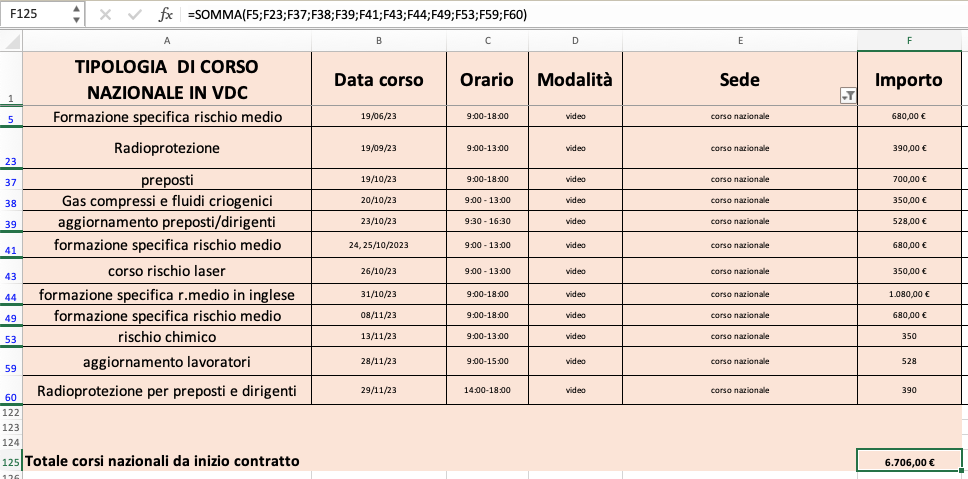 F125 fx =SOMMA(F5;F23;F37;F38;F39;F41;F43;F44;F49;F53;F59;F60)
A B C D E F
1 TIPOLOGIA DI CORSO NAZIONALE IN VDC Data corso Orario Modalità Sede Importo
5 Formazione specifica rischio medio 19/06/23 9:00-18:00 video corso nazionale 680,00 €
23 Radioprotezione 19/09/23 9:00-13:00 video corso nazionale 390,00 €
37 preposti 19/10/23 9:00-18:00 video corso nazionale 700,00 €
38 Gas compressi e fluidi criogenici 20/10/23 9:00 - 13:00 video corso nazionale 350,00 €
39 aggiornamento preposti/dirigenti 23/10/23 9:30 - 16:30 video corso nazionale 528,00 €
41 formazione specifica rischio medio 24, 25/10/2023 9:00 - 13:00 video corso nazionale 680,00 €
43 corso rischio laser 26/10/23 9:00 - 13:00 video corso nazionale 350,00 €
44 formazione specifica r.medio in inglese 31/10/23 9:00-18:00 video corso nazionale 1.080,00 €
49 formazione specifica rischio medio 08/11/23 9:00-18:00 video corso nazionale 680,00 €
53 rischio chimico 13/11/23 9:00-13:00 video corso nazionale 350
59 aggiornamento lavoratori 28/11/23 9:00-15:00 video corso nazionale 528
60 Radioprotezione per preposti e dirigenti 29/11/23 14:00-18:00 video corso nazionale 390
122
123
124
125 Totale corsi nazionali da inizio contratto 6.706,00 €
126